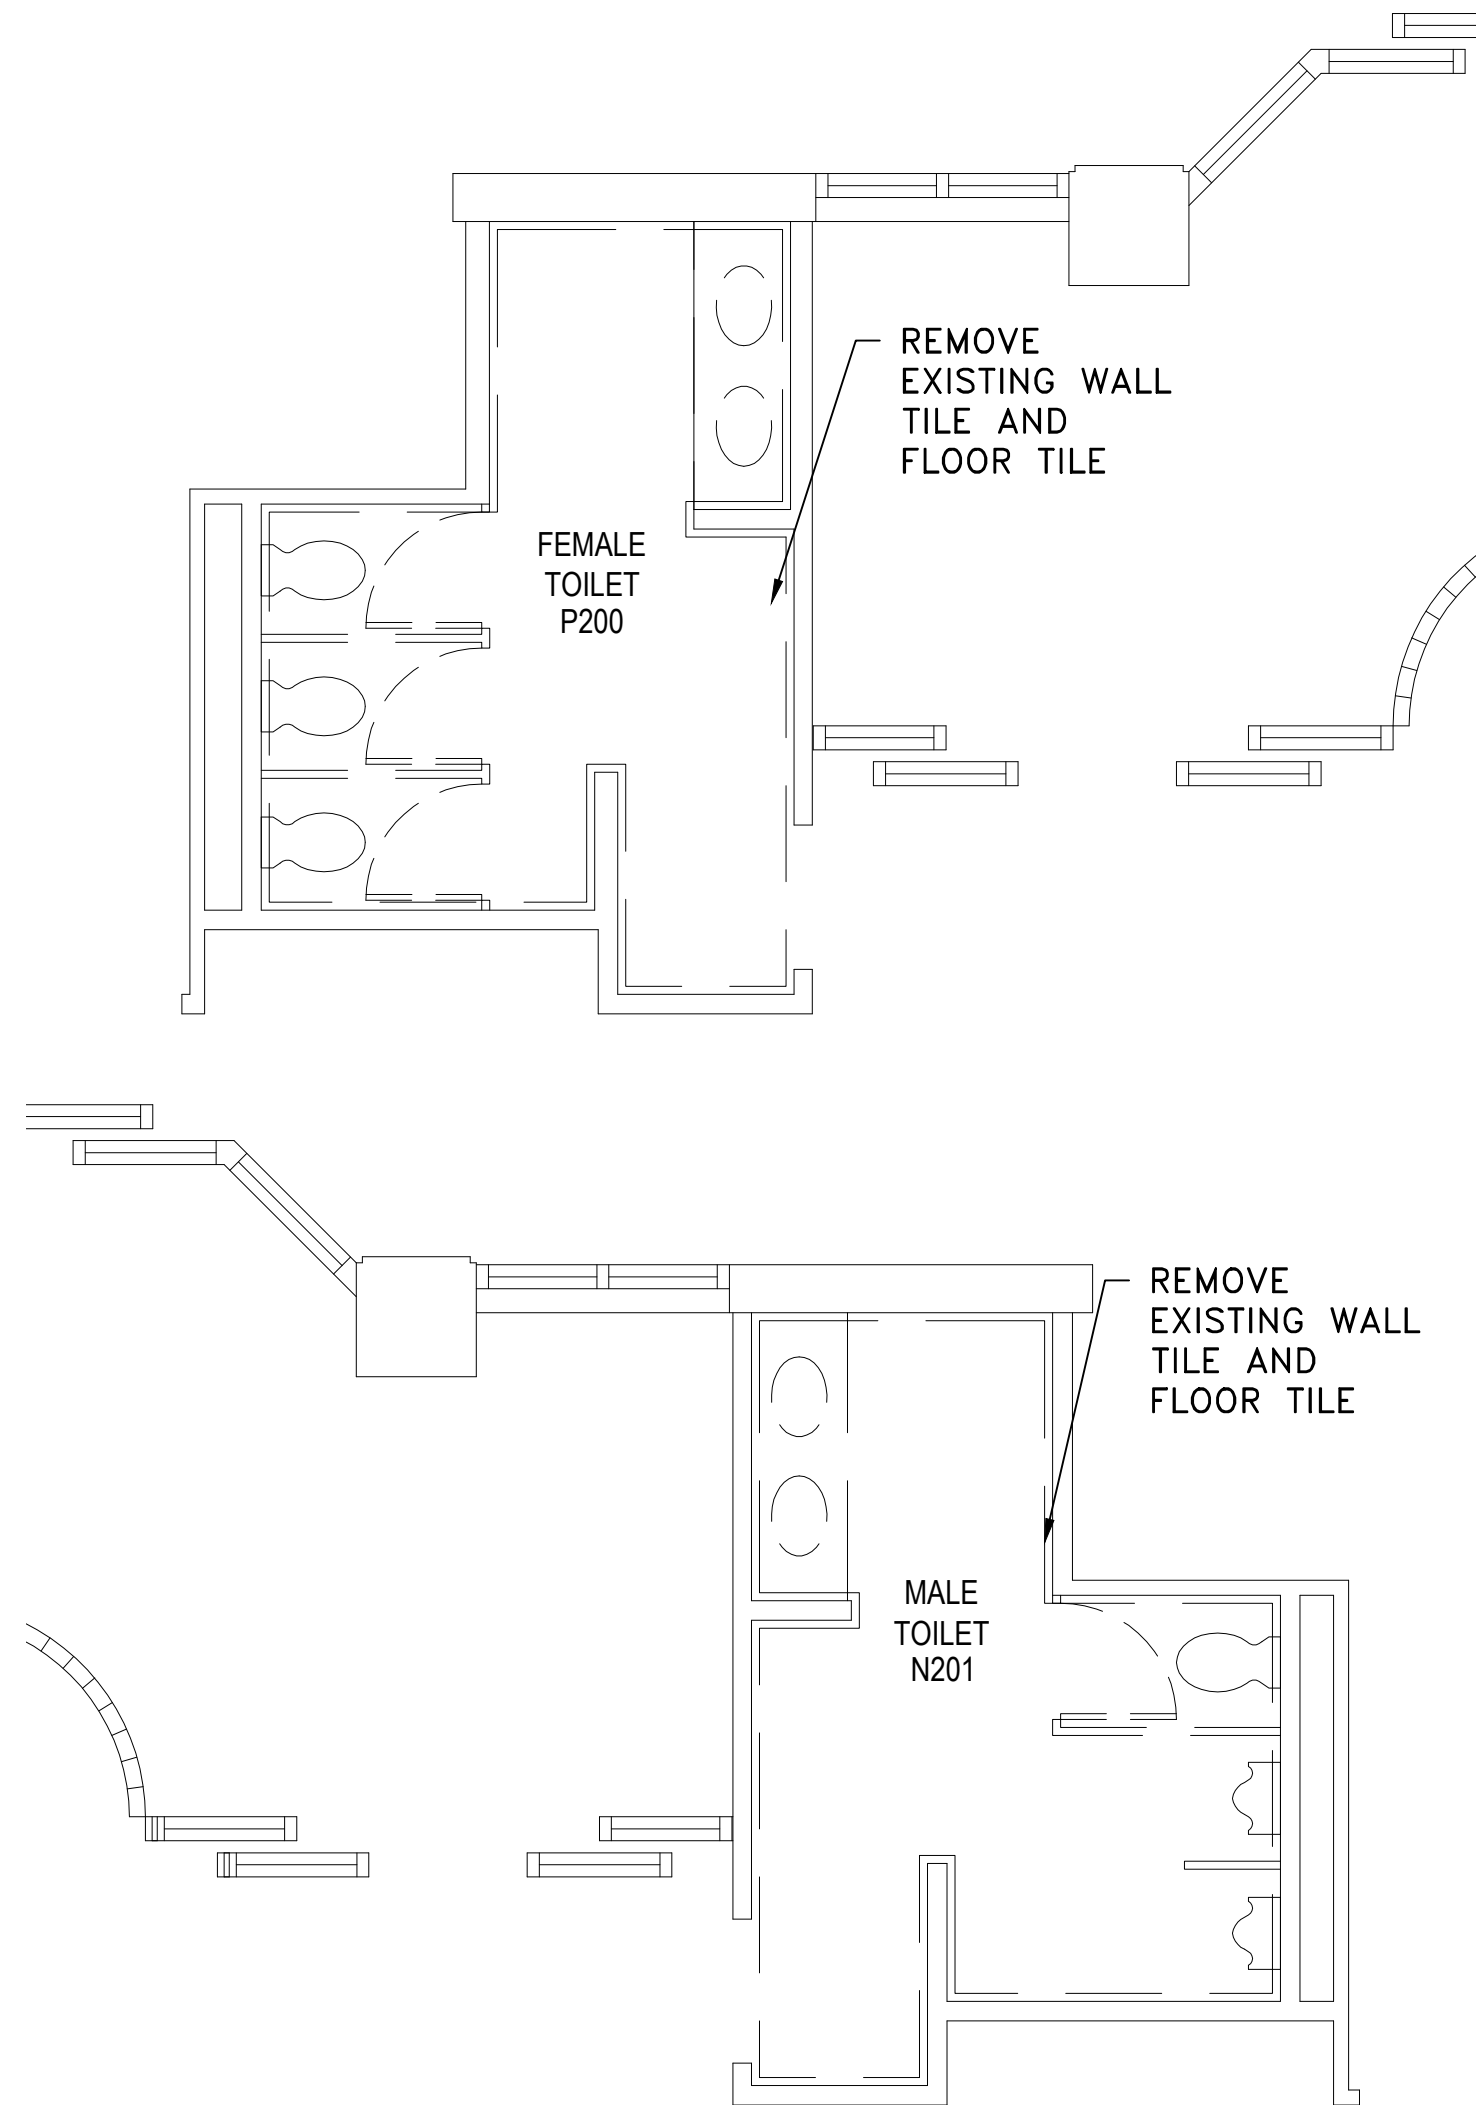 REMOVE
EXISTING WALL
TILE AND
FLOOR TILE
FEMALE
TOILET
P200
REMOVE
EXISTING WALL
TILE AND
FLOOR TILE
MALE
TOILET
N201